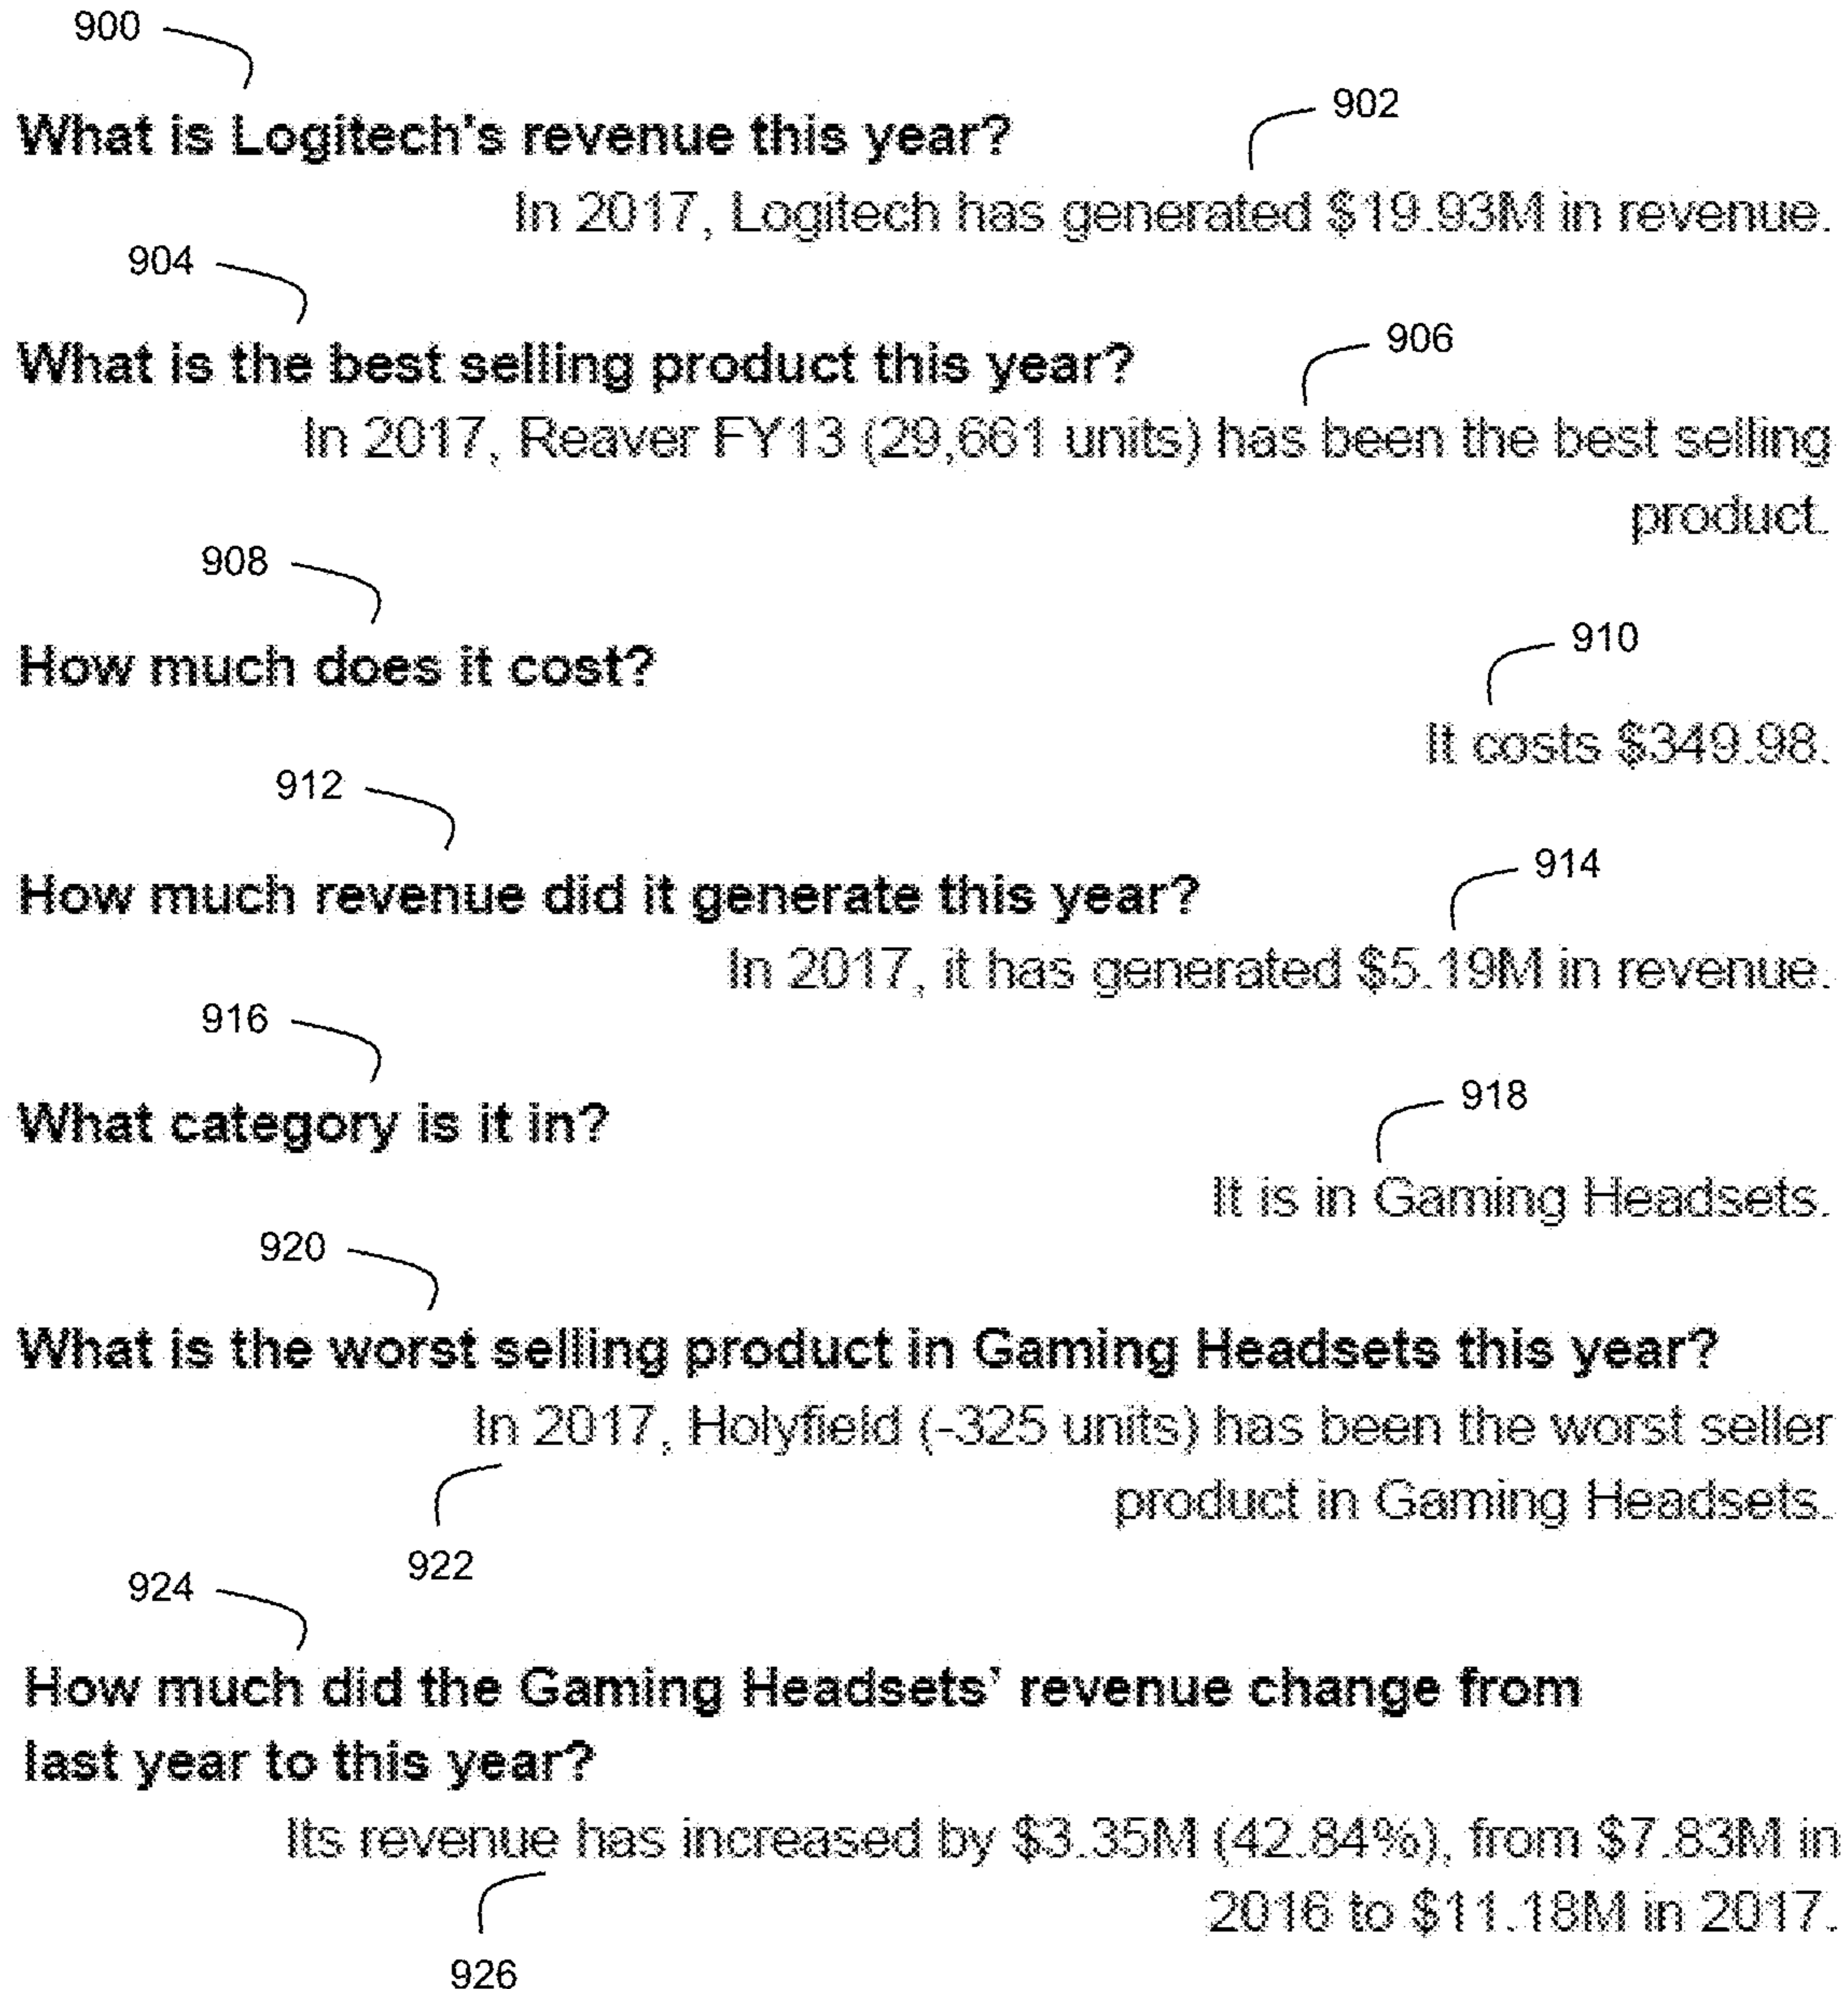 900
What is Logitech's revenue this year?
902
In 2017, Logitech has generated $19.93M in revenue.
904
What is the best selling product this year?
906
In 2017, Reaver FY13 (29,661 units) has been the best selling
product.
908
How much does it cost?
910
It costs $349.98.
912
How much revenue did it generate this year?
914
In 2017, it has generated $5.19M in revenue.
916
What category is it in?
918
It is in Gaming Headsets.
920
What is the worst selling product in Gaming Headsets this year?
In 2017, Holyfield (-325 units) has been the worst seller
product in Gaming Headsets.
922
924
How much did the Gaming Headsets' revenue change from
last year to this year?
Its revenue has increased by $3.35M (42.84%), from $7.83M in
2016 to $11.18M in 2017.
926